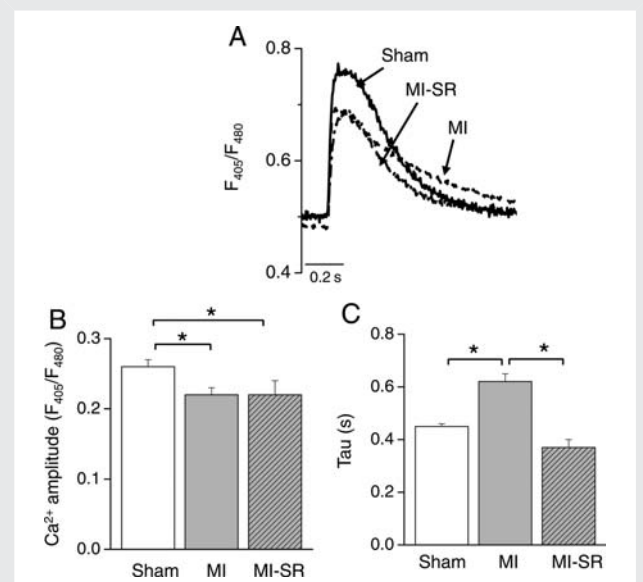 A
0.8
0.6
0.4
F₄₀₅/F₄₈₀
Sham
MI-SR
MI
0.2 s
B
0.3
0.2
0.1
0.0
Ca²⁺ amplitude (F₄₀₅/F₄₈₀)
*
*
Sham MI MI-SR
C
0.8
0.6
0.4
0.2
0.0
Tau (s)
* *
Sham MI MI-SR